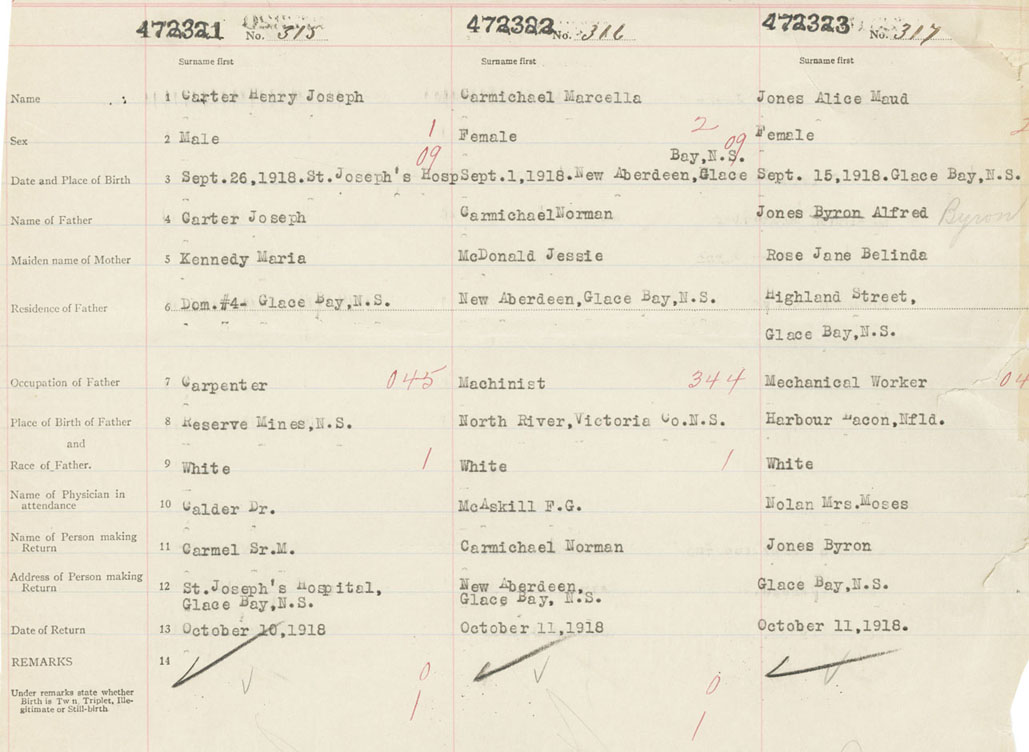 472321 No. 315 472322 No. 316 472323 No. 317
Surname first Surname first Surname first
Name 1 Carter Henry Joseph Carmichael Marcella Jones Alice Maud
Sex 2 Male 1 Female 2 Female 2
09 Bay,N.S. 09
Date and Place of Birth 3 Sept.26,1918.St.Joseph's Hosp Sept.1,1918.New Aberdeen,Glace Sept. 15,1918.Glace Bay,N.S.
Name of Father 4 Carter Joseph CarmichaelNorman Jones Byron Alfred Byron
Maiden name of Mother 5 Kennedy Maria McDonald Jessie Rose Jane Belinda
Residence of Father 6 Dom.#4- Glace Bay,N.S. New Aberdeen,Glace Bay,N.S. Highland Street,
Glace Bay,N.S.
Occupation of Father 7 Carpenter 045 Machinist 344 Mechanical Worker 04
Place of Birth of Father 8 Reserve Mines,N.S. North River,Victoria Co.N.S. Harbour Bacon,Nfld.
and
Race of Father. 9 White 1 White 1 White
Name of Physician in
attendance 10 Calder Dr. McAskill F.G. Nolan Mrs.Moses
Name of Person making
Return 11 Carmel Sr.M. Carmichael Norman Jones Byron
Address of Person making
Return 12 St.Joseph's Hospital, New Aberdeen, Glace Bay,N.S.
Glace Bay,N.S. Glace Bay, N.S.
Date of Return 13 October 10,1918 October 11,1918 October 11,1918.
REMARKS 14
0 0
Under remarks state whether
Birth is Twin, Triplet, Ille-
gitimate or Still-birth
1 1